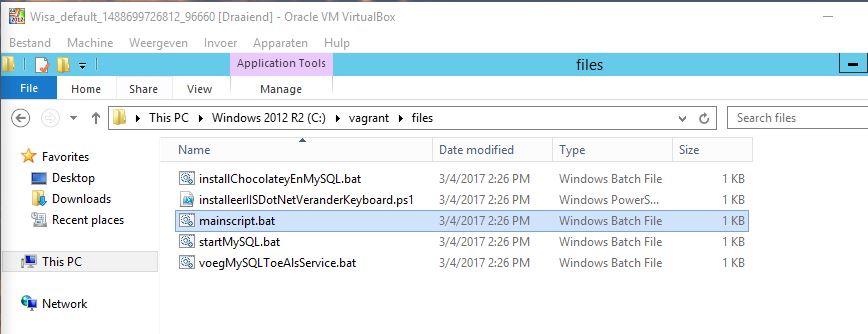 Wisa_default_1488699726812_96660 [Draaiend] - Oracle VM VirtualBox
Bestand Machine Weergeven Invoer Apparaten Hulp
Application Tools files
File Home Share View Manage
This PC Windows 2012 R2 (C:) vagrant files Search files
Name Date modified Type Size
Favorites
Desktop
Downloads
Recent places
This PC
Network
installChocolateyEnMySQL.bat 3/4/2017 2:26 PM Windows Batch File 1 KB
installeerIISDotNetVeranderKeyboard.ps1 3/4/2017 2:26 PM Windows PowerS... 1 KB
mainscript.bat 3/4/2017 2:26 PM Windows Batch File 1 KB
startMySQL.bat 3/4/2017 2:26 PM Windows Batch File 1 KB
voegMySQLToeAlsService.bat 3/4/2017 2:26 PM Windows Batch File 1 KB